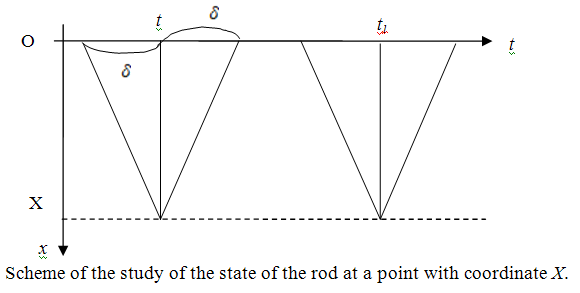 δ
t
t1
O
t
δ
X
x
Scheme of the study of the state of the rod at a point with coordinate X.